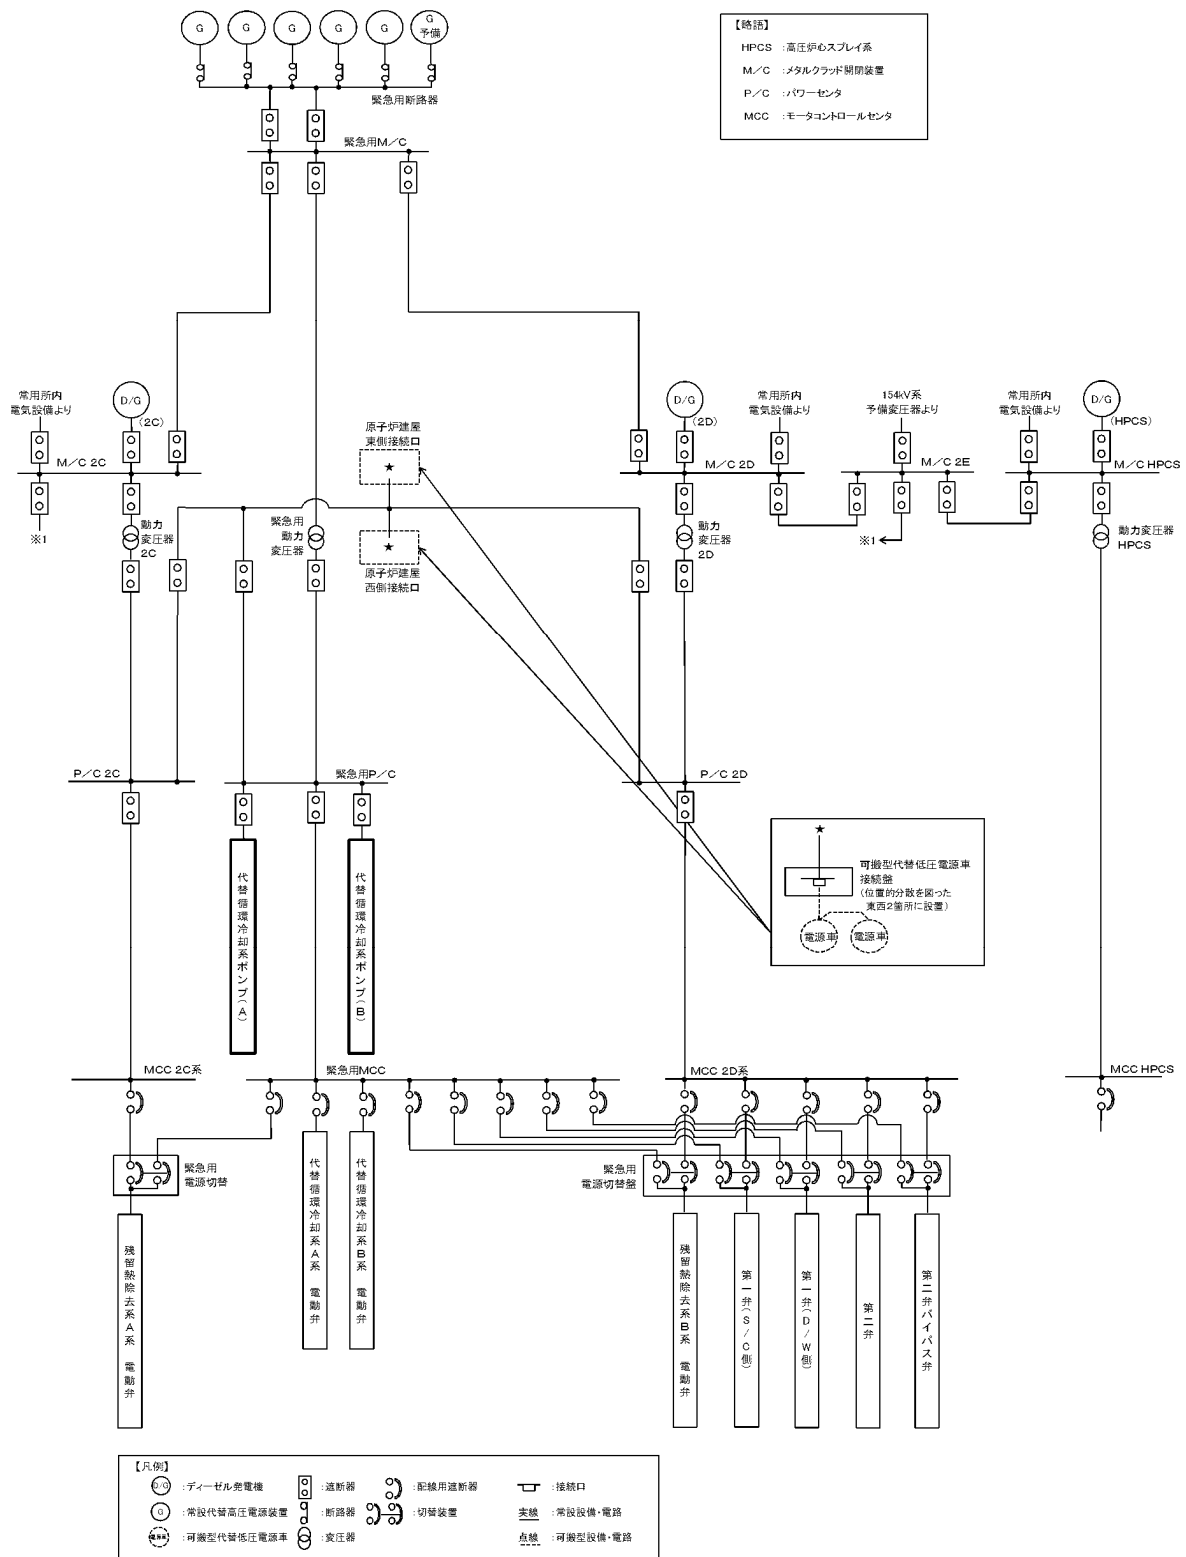 G
G
G
G
G
G
予備
緊急用断路器
緊急用M/C
【略語】
HPCS :高圧炉心スプレイ系
M/C :メタルクラッド開閉装置
P/C :パワーセンタ
MCC :モータコントロールセンタ
常用所内
電気設備より
D/G
(2C)
M/C 2C
※1
動力
変圧器
2C
緊急用
動力
変圧器
原子炉建屋
東側接続口
★
★
原子炉建屋
西側接続口
D/G
(2D)
M/C 2D
動力
変圧器
2D
常用所内
電気設備より
154kV系
予備変圧器より
M/C 2E
※1
常用所内
電気設備より
D/G
(HPCS)
M/C HPCS
動力変圧器
HPCS
P/C 2C
緊急用P/C
P/C 2D
代替循環冷却系ポンプ(A)
代替循環冷却系ポンプ(B)
★
可搬型代替低圧電源車
接続盤
(位置的分散を図った
東西2箇所に設置)
電源車
電源車
MCC 2C系
緊急用MCC
MCC 2D系
MCC HPCS
緊急用
電源切替
緊急用
電源切替盤
残留熱除去系A系 電動弁
代替循環冷却系A系 電動弁
代替循環冷却系B系 電動弁
残留熱除去系B系 電動弁
第一弁(S/C側)
第一弁(D/W側)
第二弁
第二弁バイパス弁
【凡例】
D/G :ディーゼル発電機
:遮断器
:配線用遮断器
:接続口
G :常設代替高圧電源装置
:断路器
:切替装置
実線 :常設設備・電路
電源車 :可搬型代替低圧電源車
:変圧器
点線 :可搬型設備・電路